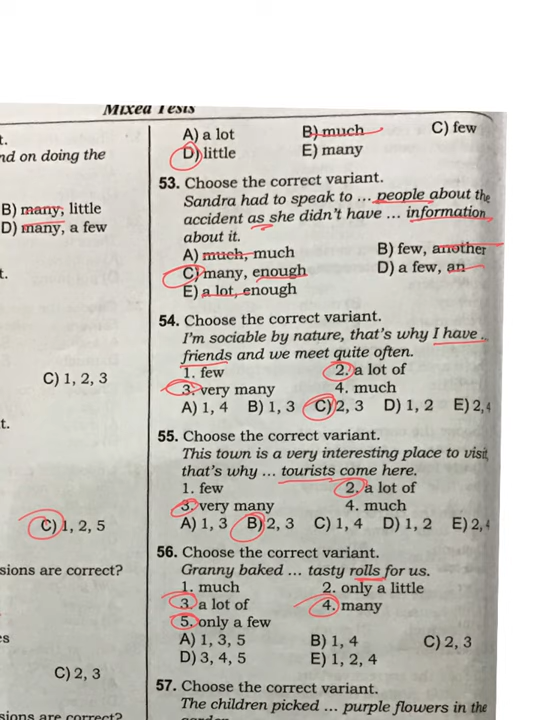 Mixed Tests
t.
nd on doing the
B) many, little
D) many, a few
t.
C) 1, 2, 3
t.
C) 1, 2, 5
sions are correct?
es
C) 2, 3
sions are correct?
A) a lot B) much C) few
D) little E) many
53. Choose the correct variant.
Sandra had to speak to ... people about the
accident as she didn't have ... information
about it.
A) much, much B) few, another
C) many, enough D) a few, an
E) a lot, enough
54. Choose the correct variant.
I'm sociable by nature, that's why I have ..
friends and we meet quite often.
1. few 2. a lot of
3. very many 4. much
A) 1, 4 B) 1, 3 C) 2, 3 D) 1, 2 E) 2, 4
55. Choose the correct variant.
This town is a very interesting place to visit,
that's why ... tourists come here.
1. few 2. a lot of
3. very many 4. much
A) 1, 3 B) 2, 3 C) 1, 4 D) 1, 2 E) 2, 4
56. Choose the correct variant.
Granny baked ... tasty rolls for us.
1. much 2. only a little
3. a lot of 4. many
5. only a few
A) 1, 3, 5 B) 1, 4 C) 2, 3
D) 3, 4, 5 E) 1, 2, 4
57. Choose the correct variant.
The children picked ... purple flowers in the